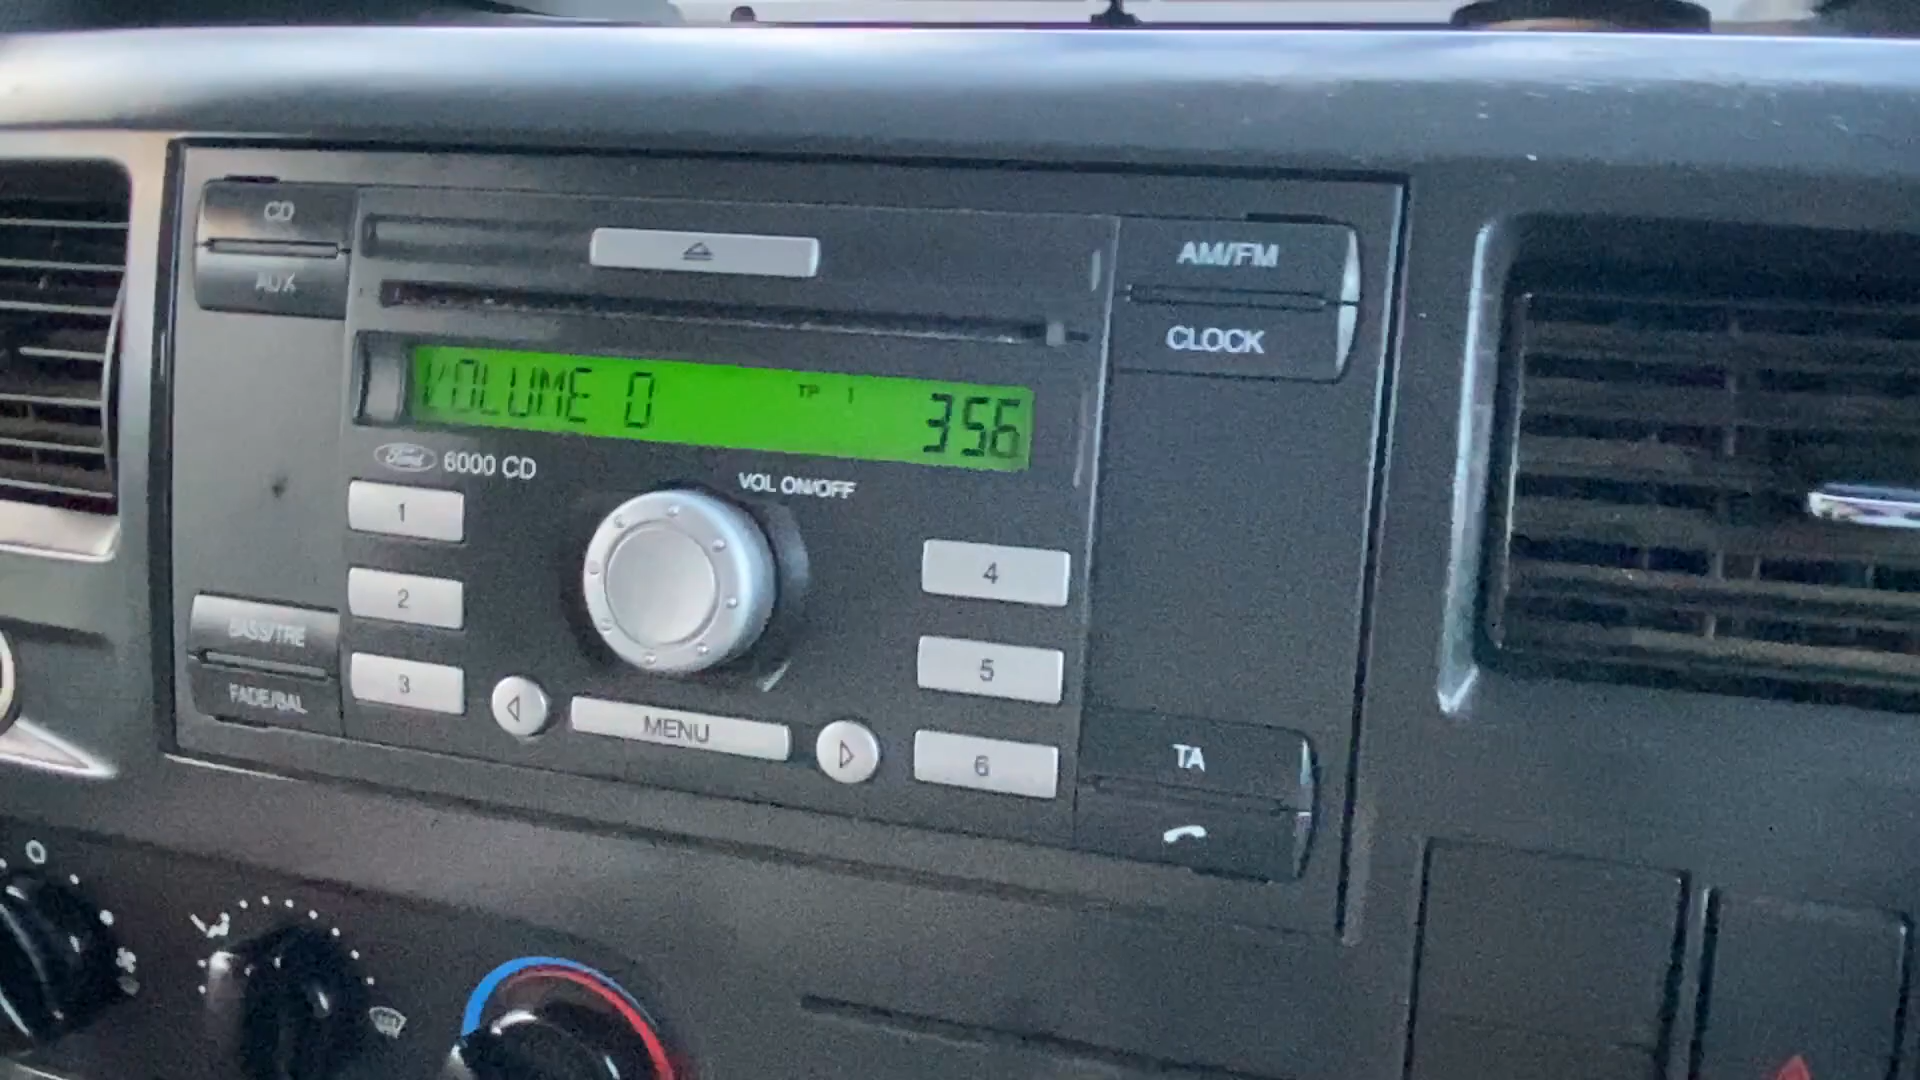 CD
AUX
AM/FM
CLOCK
VOLUME 0
TP 1
356
Ford 6000 CD
VOL ON/OFF
1
2
3
4
5
6
BASS/TRE
FADE/BAL
MENU
TA
0